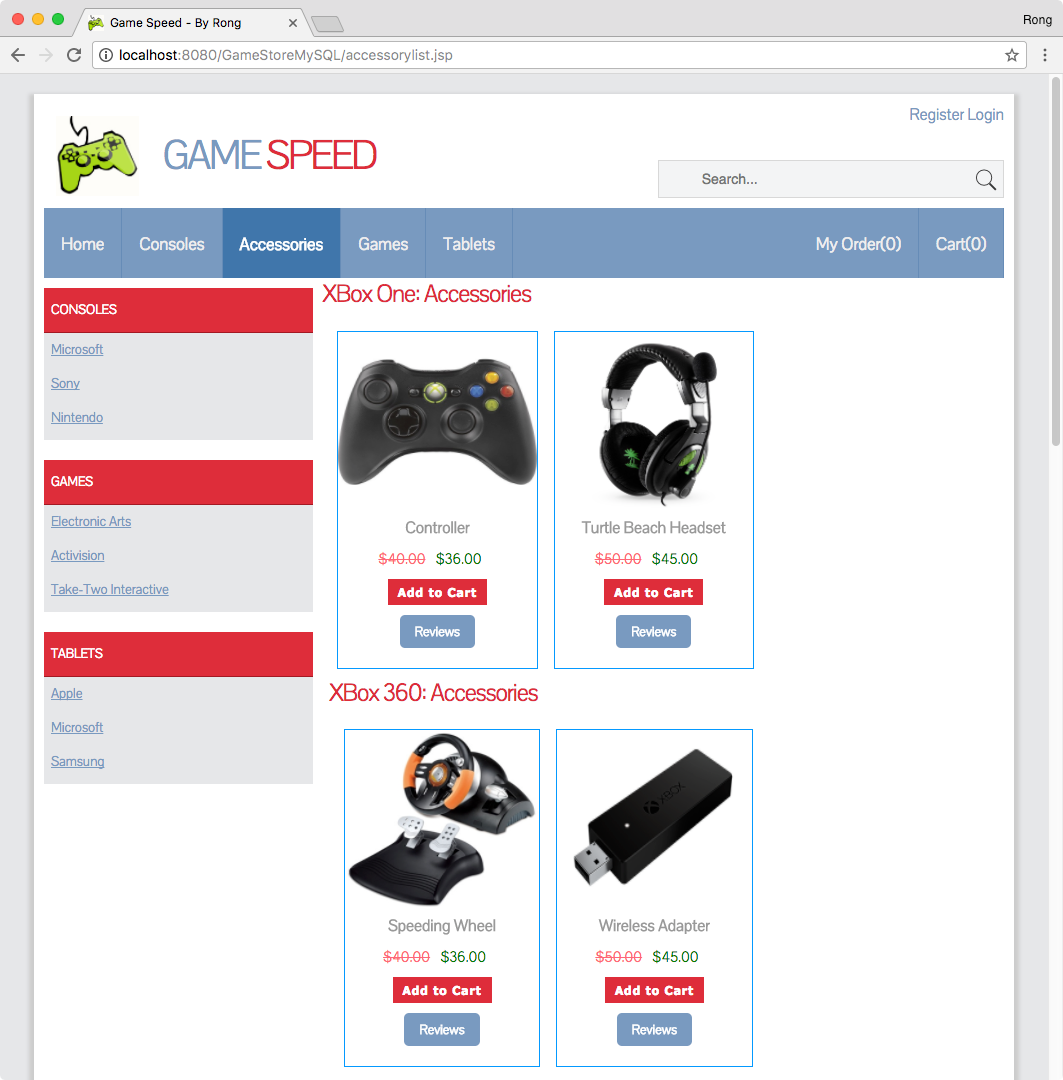 Game Speed - By Rong
Rong
localhost:8080/GameStoreMySQL/accessorylist.jsp
Register Login
GAME SPEED
Search...
Home Consoles Accessories Games Tablets My Order(0) Cart(0)
CONSOLES
Microsoft
Sony
Nintendo
GAMES
Electronic Arts
Activision
Take-Two Interactive
TABLETS
Apple
Microsoft
Samsung
XBox One: Accessories
Controller
$40.00 $36.00
Add to Cart
Reviews
Turtle Beach Headset
$50.00 $45.00
Add to Cart
Reviews
XBox 360: Accessories
Speeding Wheel
$40.00 $36.00
Add to Cart
Reviews
XBOX
Wireless Adapter
$50.00 $45.00
Add to Cart
Reviews